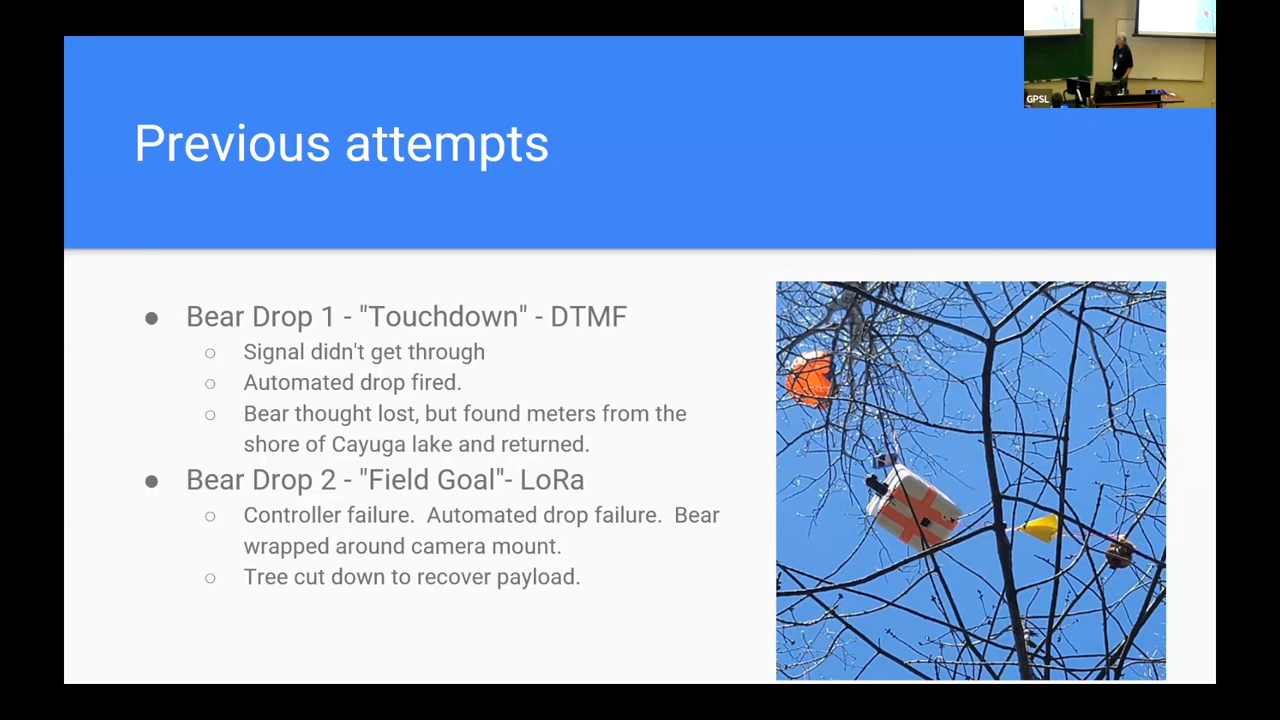 GPSL
Previous attempts
● Bear Drop 1 - "Touchdown" - DTMF
○ Signal didn't get through
○ Automated drop fired.
○ Bear thought lost, but found meters from the
shore of Cayuga lake and returned.
● Bear Drop 2 - "Field Goal"- LoRa
○ Controller failure.  Automated drop failure.  Bear
wrapped around camera mount.
○ Tree cut down to recover payload.